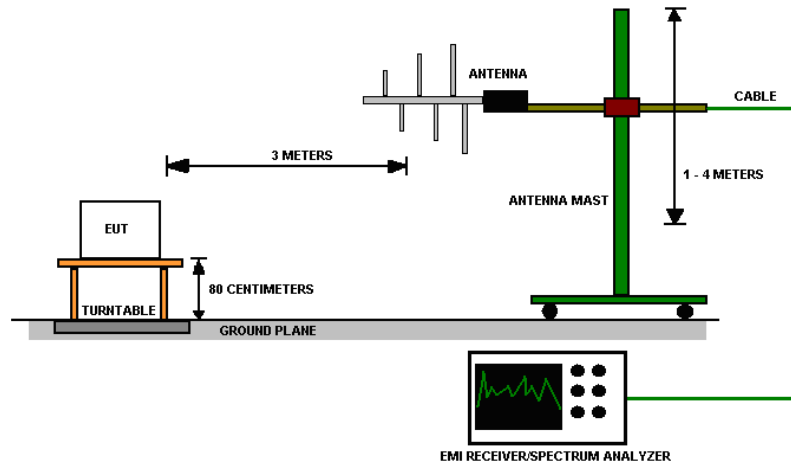 ANTENNA
CABLE
3 METERS
1 - 4 METERS
ANTENNA MAST
EUT
80 CENTIMETERS
TURNTABLE
GROUND PLANE
EMI RECEIVER/SPECTRUM ANALYZER